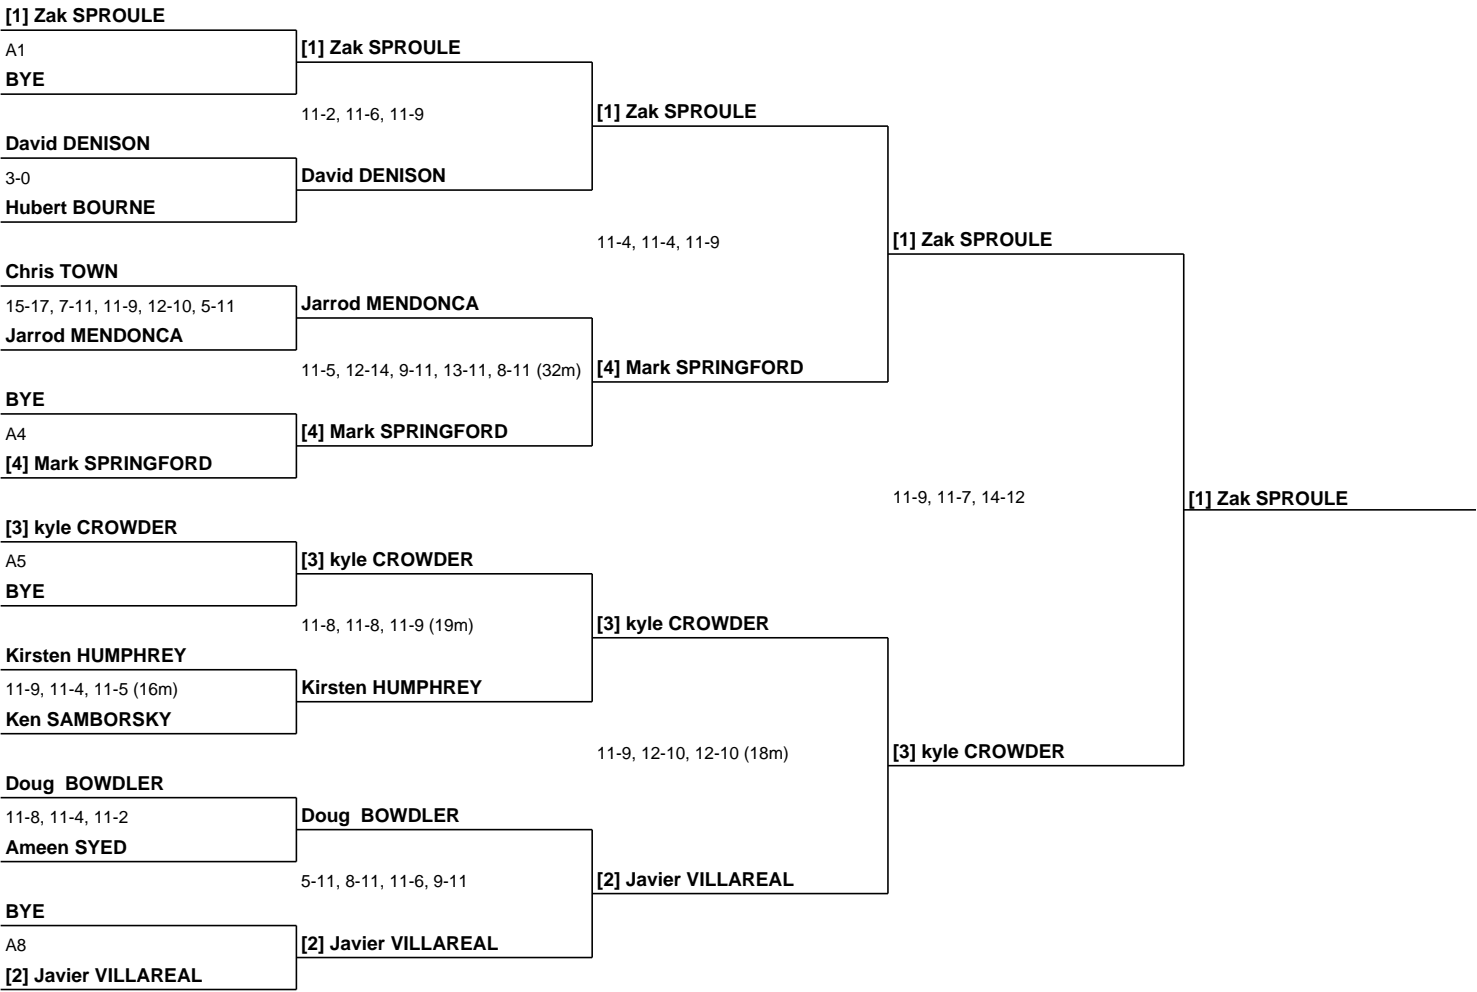 [1] Zak SPROULE
A1
BYE
David DENISON
3-0
Hubert BOURNE
Chris TOWN
15-17, 7-11, 11-9, 12-10, 5-11
Jarrod MENDONCA
BYE
A4
[4] Mark SPRINGFORD
[3] kyle CROWDER
A5
BYE
Kirsten HUMPHREY
11-9, 11-4, 11-5 (16m)
Ken SAMBORSKY
Doug  BOWDLER
11-8, 11-4, 11-2
Ameen SYED
BYE
A8
[2] Javier VILLAREAL
[1] Zak SPROULE
11-2, 11-6, 11-9
David DENISON
Jarrod MENDONCA
11-5, 12-14, 9-11, 13-11, 8-11 (32m)
[4] Mark SPRINGFORD
[3] kyle CROWDER
11-8, 11-8, 11-9 (19m)
Kirsten HUMPHREY
Doug  BOWDLER
5-11, 8-11, 11-6, 9-11
[2] Javier VILLAREAL
[1] Zak SPROULE
11-4, 11-4, 11-9
[4] Mark SPRINGFORD
[3] kyle CROWDER
11-9, 12-10, 12-10 (18m)
[2] Javier VILLAREAL
[1] Zak SPROULE
11-9, 11-7, 14-12
[3] kyle CROWDER
[1] Zak SPROULE